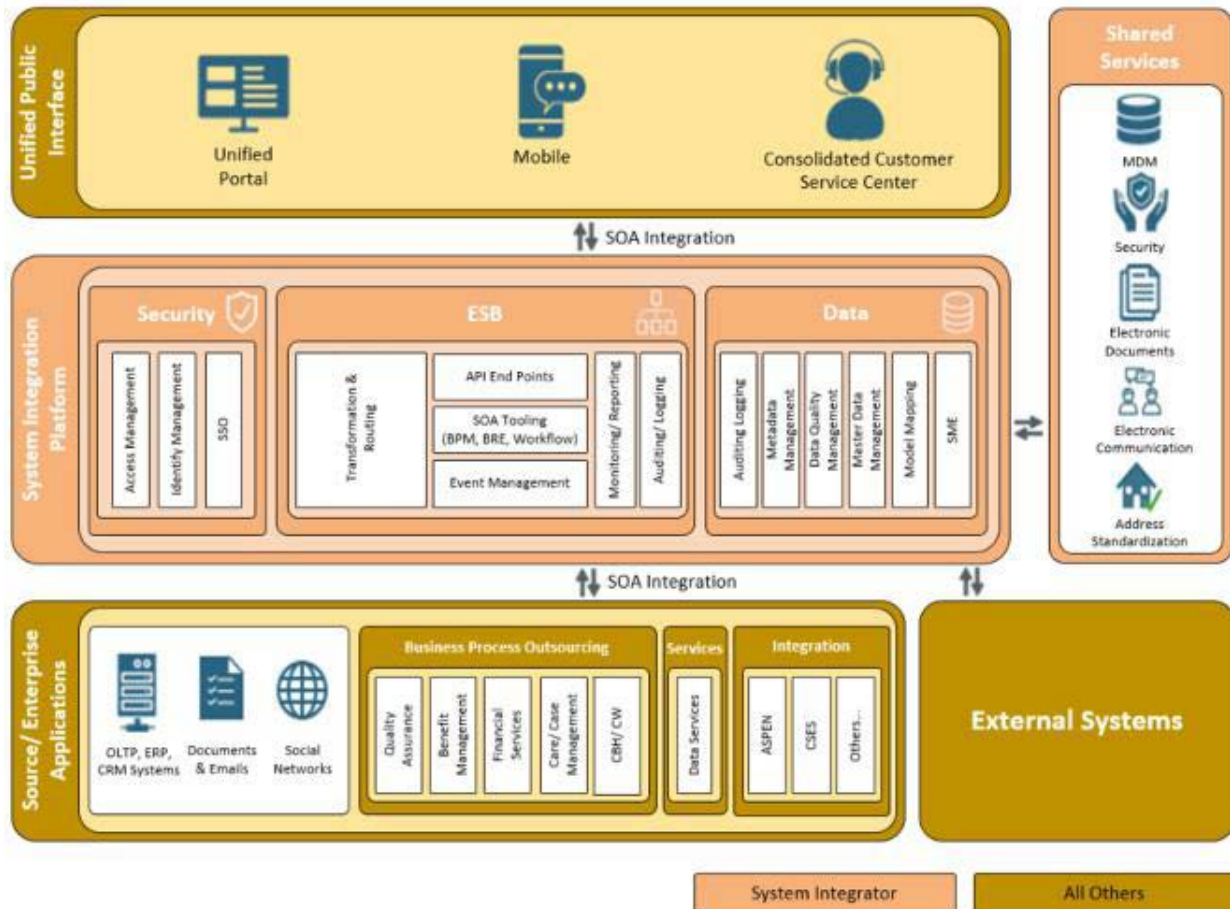 Unified Public
Interface
Unified
Portal
Mobile
Consolidated Customer
Service Center
Shared
Services
MDM
Security
Electronic
Documents
Electronic
Communication
Address
Standardization
SOA Integration
System Integration
Platform
Security
Access Management
Identify Management
SSO
ESB
Transformation &
Routing
API End Points
SOA Tooling
(BPM, BRE, Workflow)
Event Management
Monitoring/ Reporting
Auditing/ Logging
Data
Auditing Logging
Metadata
Management
Data Quality
Management
Master Data
Management
Model Mapping
SME
SOA Integration
Source/ Enterprise
Applications
OLTP, ERP,
CRM Systems
Documents
& Emails
Social
Networks
Business Process Outsourcing
Quality
Assurance
Benefit
Management
Financial
Services
Care/ Case
Management
CBH/ CW
Services
Data Services
Integration
ASPEN
CSES
Others...
External Systems
System Integrator
All Others